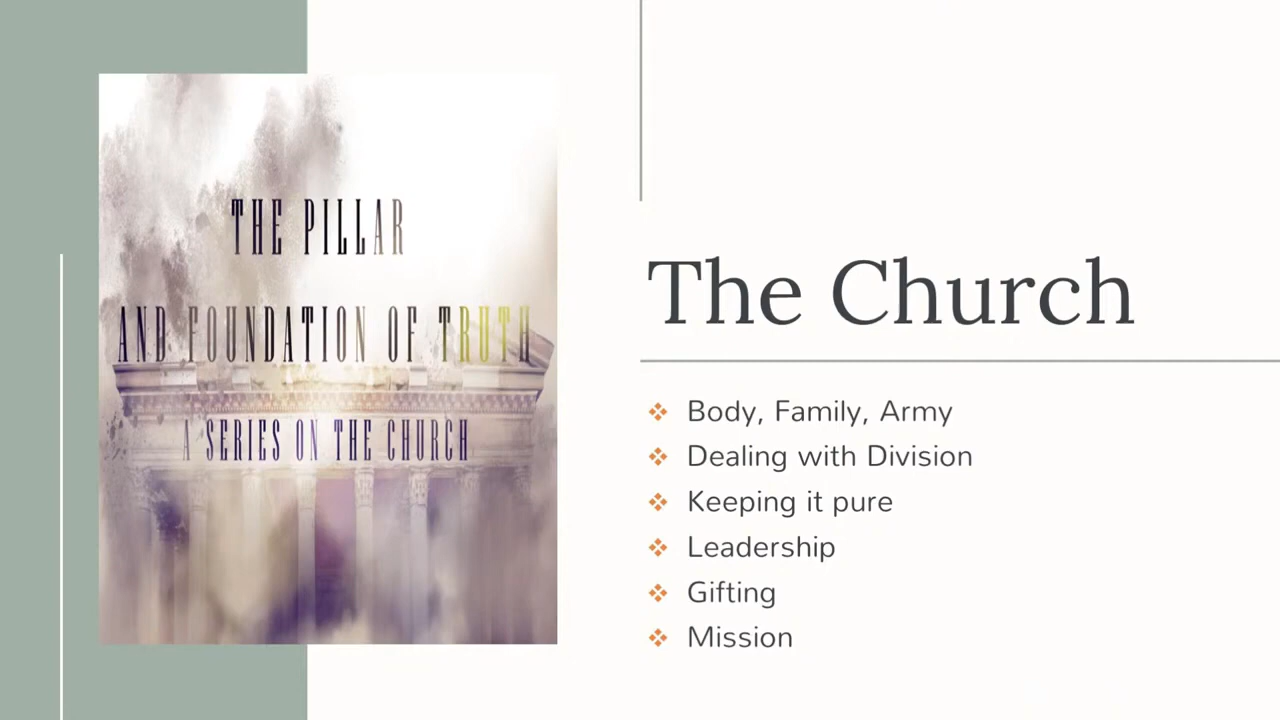 THE PILLAR
AND FOUNDATION OF TRUTH
A SERIES ON THE CHURCH
The Church
Body, Family, Army
Dealing with Division
Keeping it pure
Leadership
Gifting
Mission